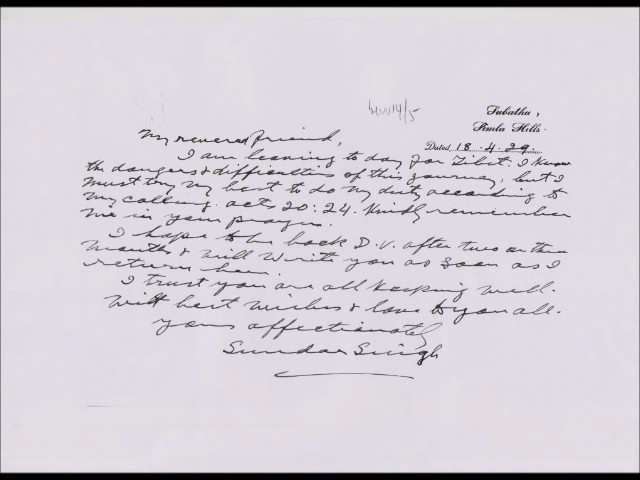 Subathu,
Simla Hills.
Dated 18.4.29.
My revered friend,
I am leaving to day for Tibet. I know
the dangers & difficulties of this journey, but I
must try my best to do my duty according to
my calling. acts 20:24. Kindly remember
me in your prayers.
I hope to be back D.V. after two or three
months & will write you as soon as I
return here.
I trust you are all keeping well.
With best wishes & love to you all.
yours affectionately
Sundar Singh